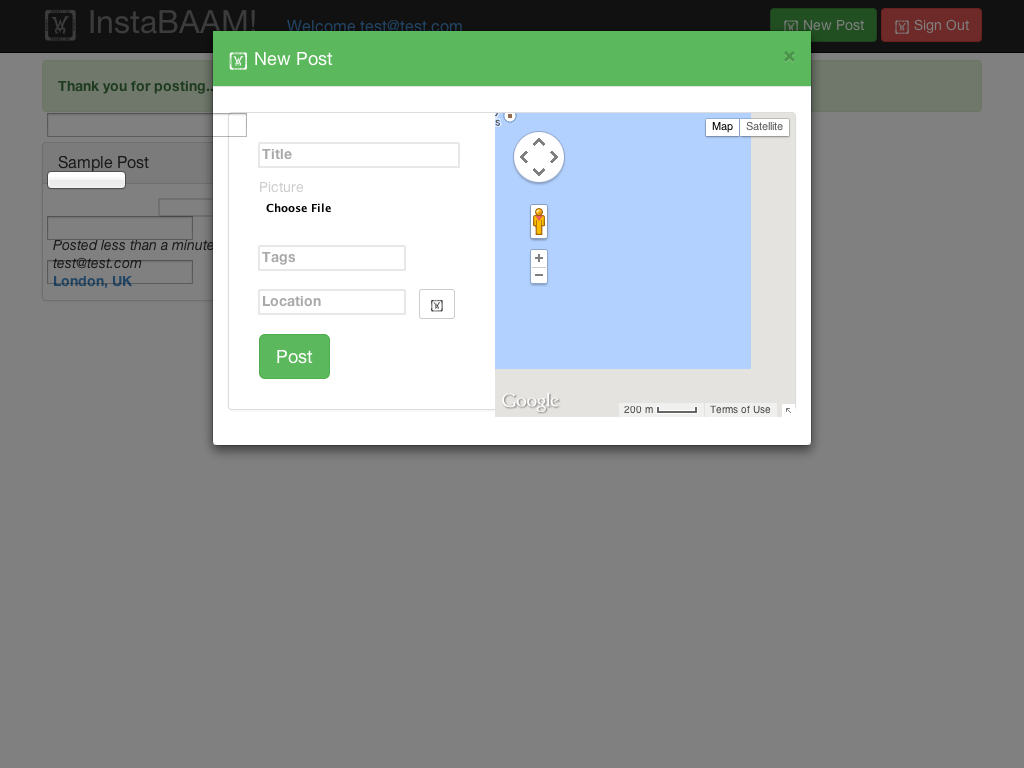 InstaBAAM!
Welcome test@test.com
New Post
Sign Out
Thank you for posting..
Sample Post
Posted less than a minute
test@test.com
London, UK
New Post
×
Title
Picture
Choose File
Tags
Location
Post
s
Map
Satellite
+
−
Google
200 m
Terms of Use